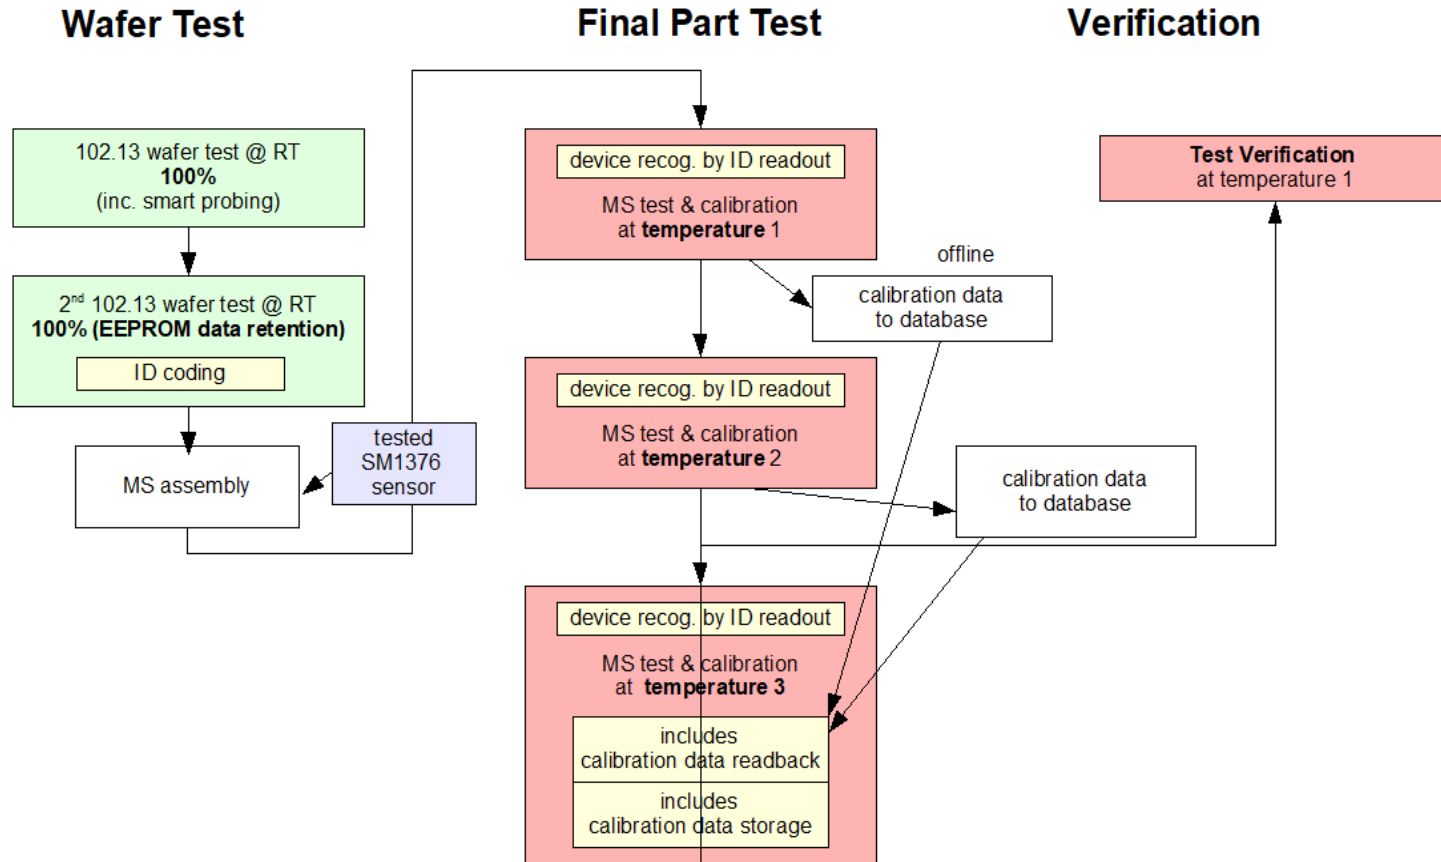 Wafer Test
Final Part Test
Verification
102.13 wafer test @ RT
100%
(inc. smart probing)
2nd 102.13 wafer test @ RT
100% (EEPROM data retention)
ID coding
MS assembly
tested
SM1376
sensor
device recog. by ID readout
MS test & calibration
at temperature 1
offline
calibration data
to database
device recog. by ID readout
MS test & calibration
at temperature 2
calibration data
to database
device recog. by ID readout
MS test & calibration
at temperature 3
includes
calibration data readback
includes
calibration data storage
Test Verification
at temperature 1